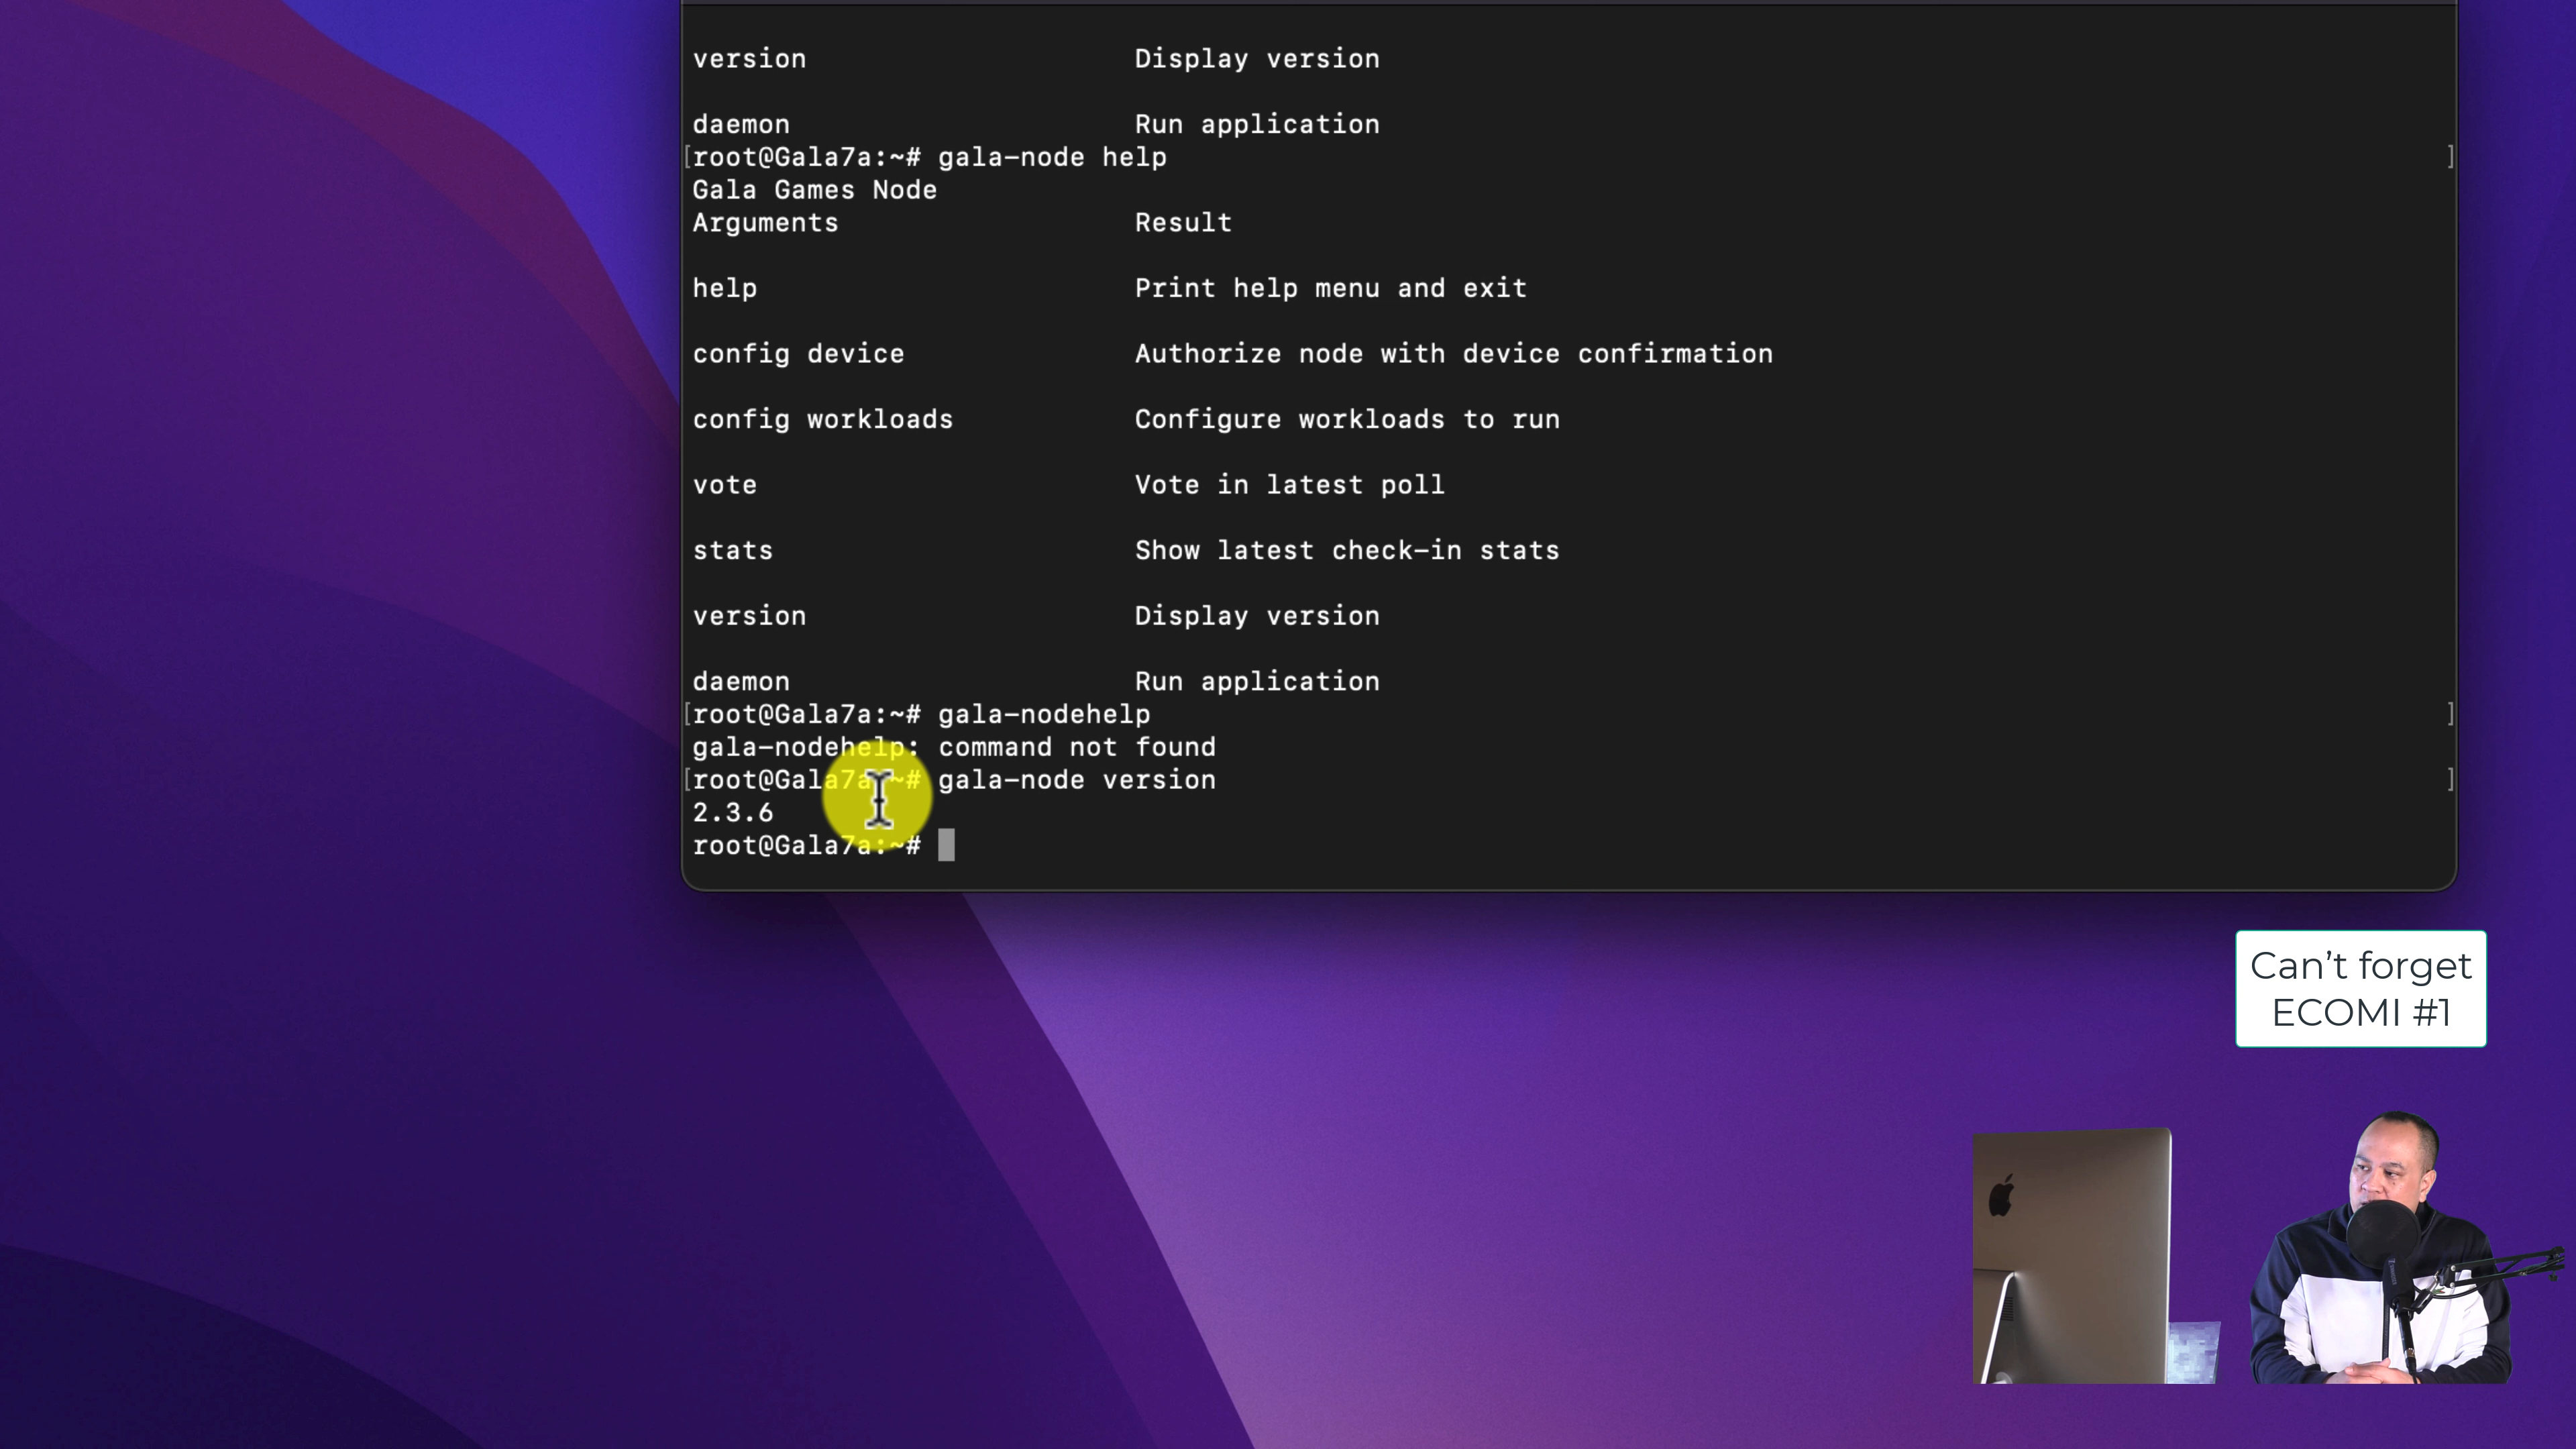 version Display version
daemon Run application
[root@Gala7a:~# gala-node help ]
Gala Games Node
Arguments Result
help Print help menu and exit
config device Authorize node with device confirmation
config workloads Configure workloads to run
vote Vote in latest poll
stats Show latest check-in stats
version Display version
daemon Run application
[root@Gala7a:~# gala-nodehelp ]
gala-nodehelp: command not found
[root@Gala7a:~# gala-node version ]
2.3.6
root@Gala7a:~#
Can’t forget
ECOMI #1